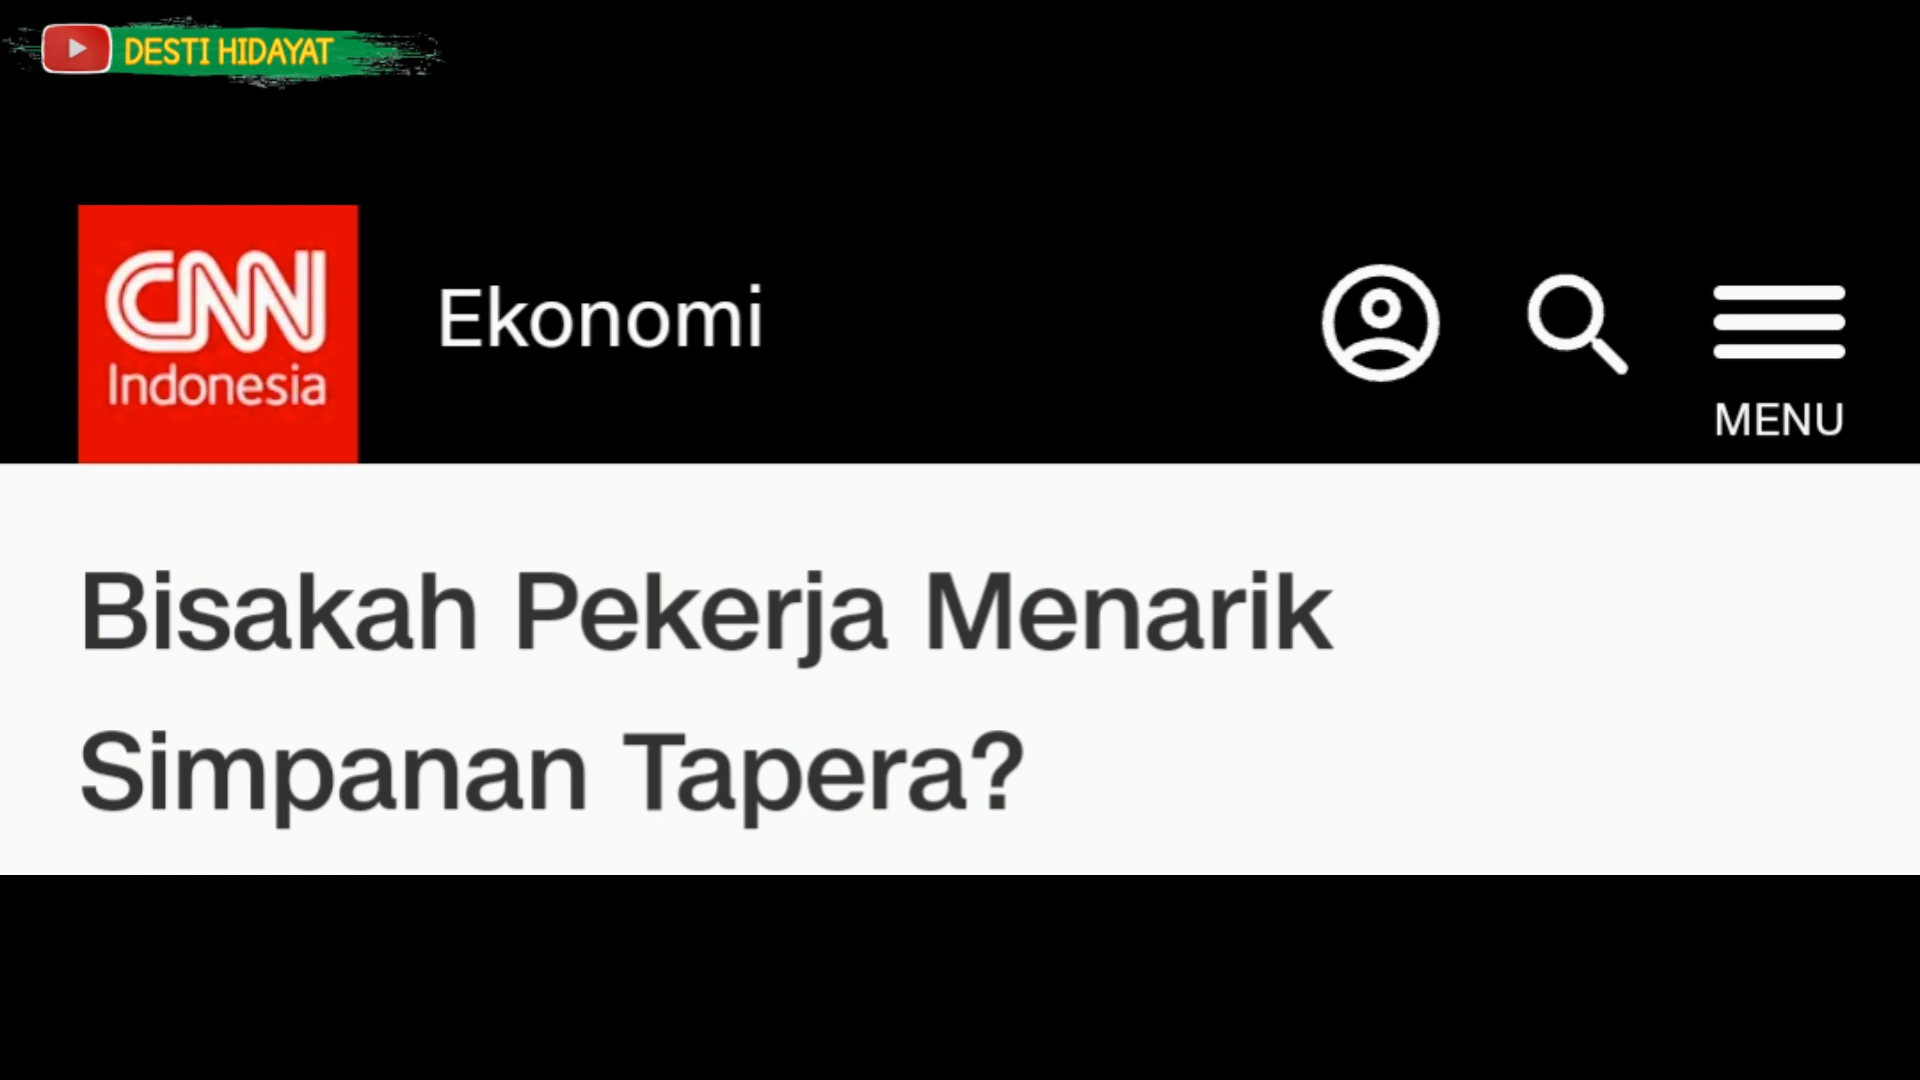 DESTI HIDAYAT
CNN
Indonesia
Ekonomi
MENU
Bisakah Pekerja Menarik
Simpanan Tapera?